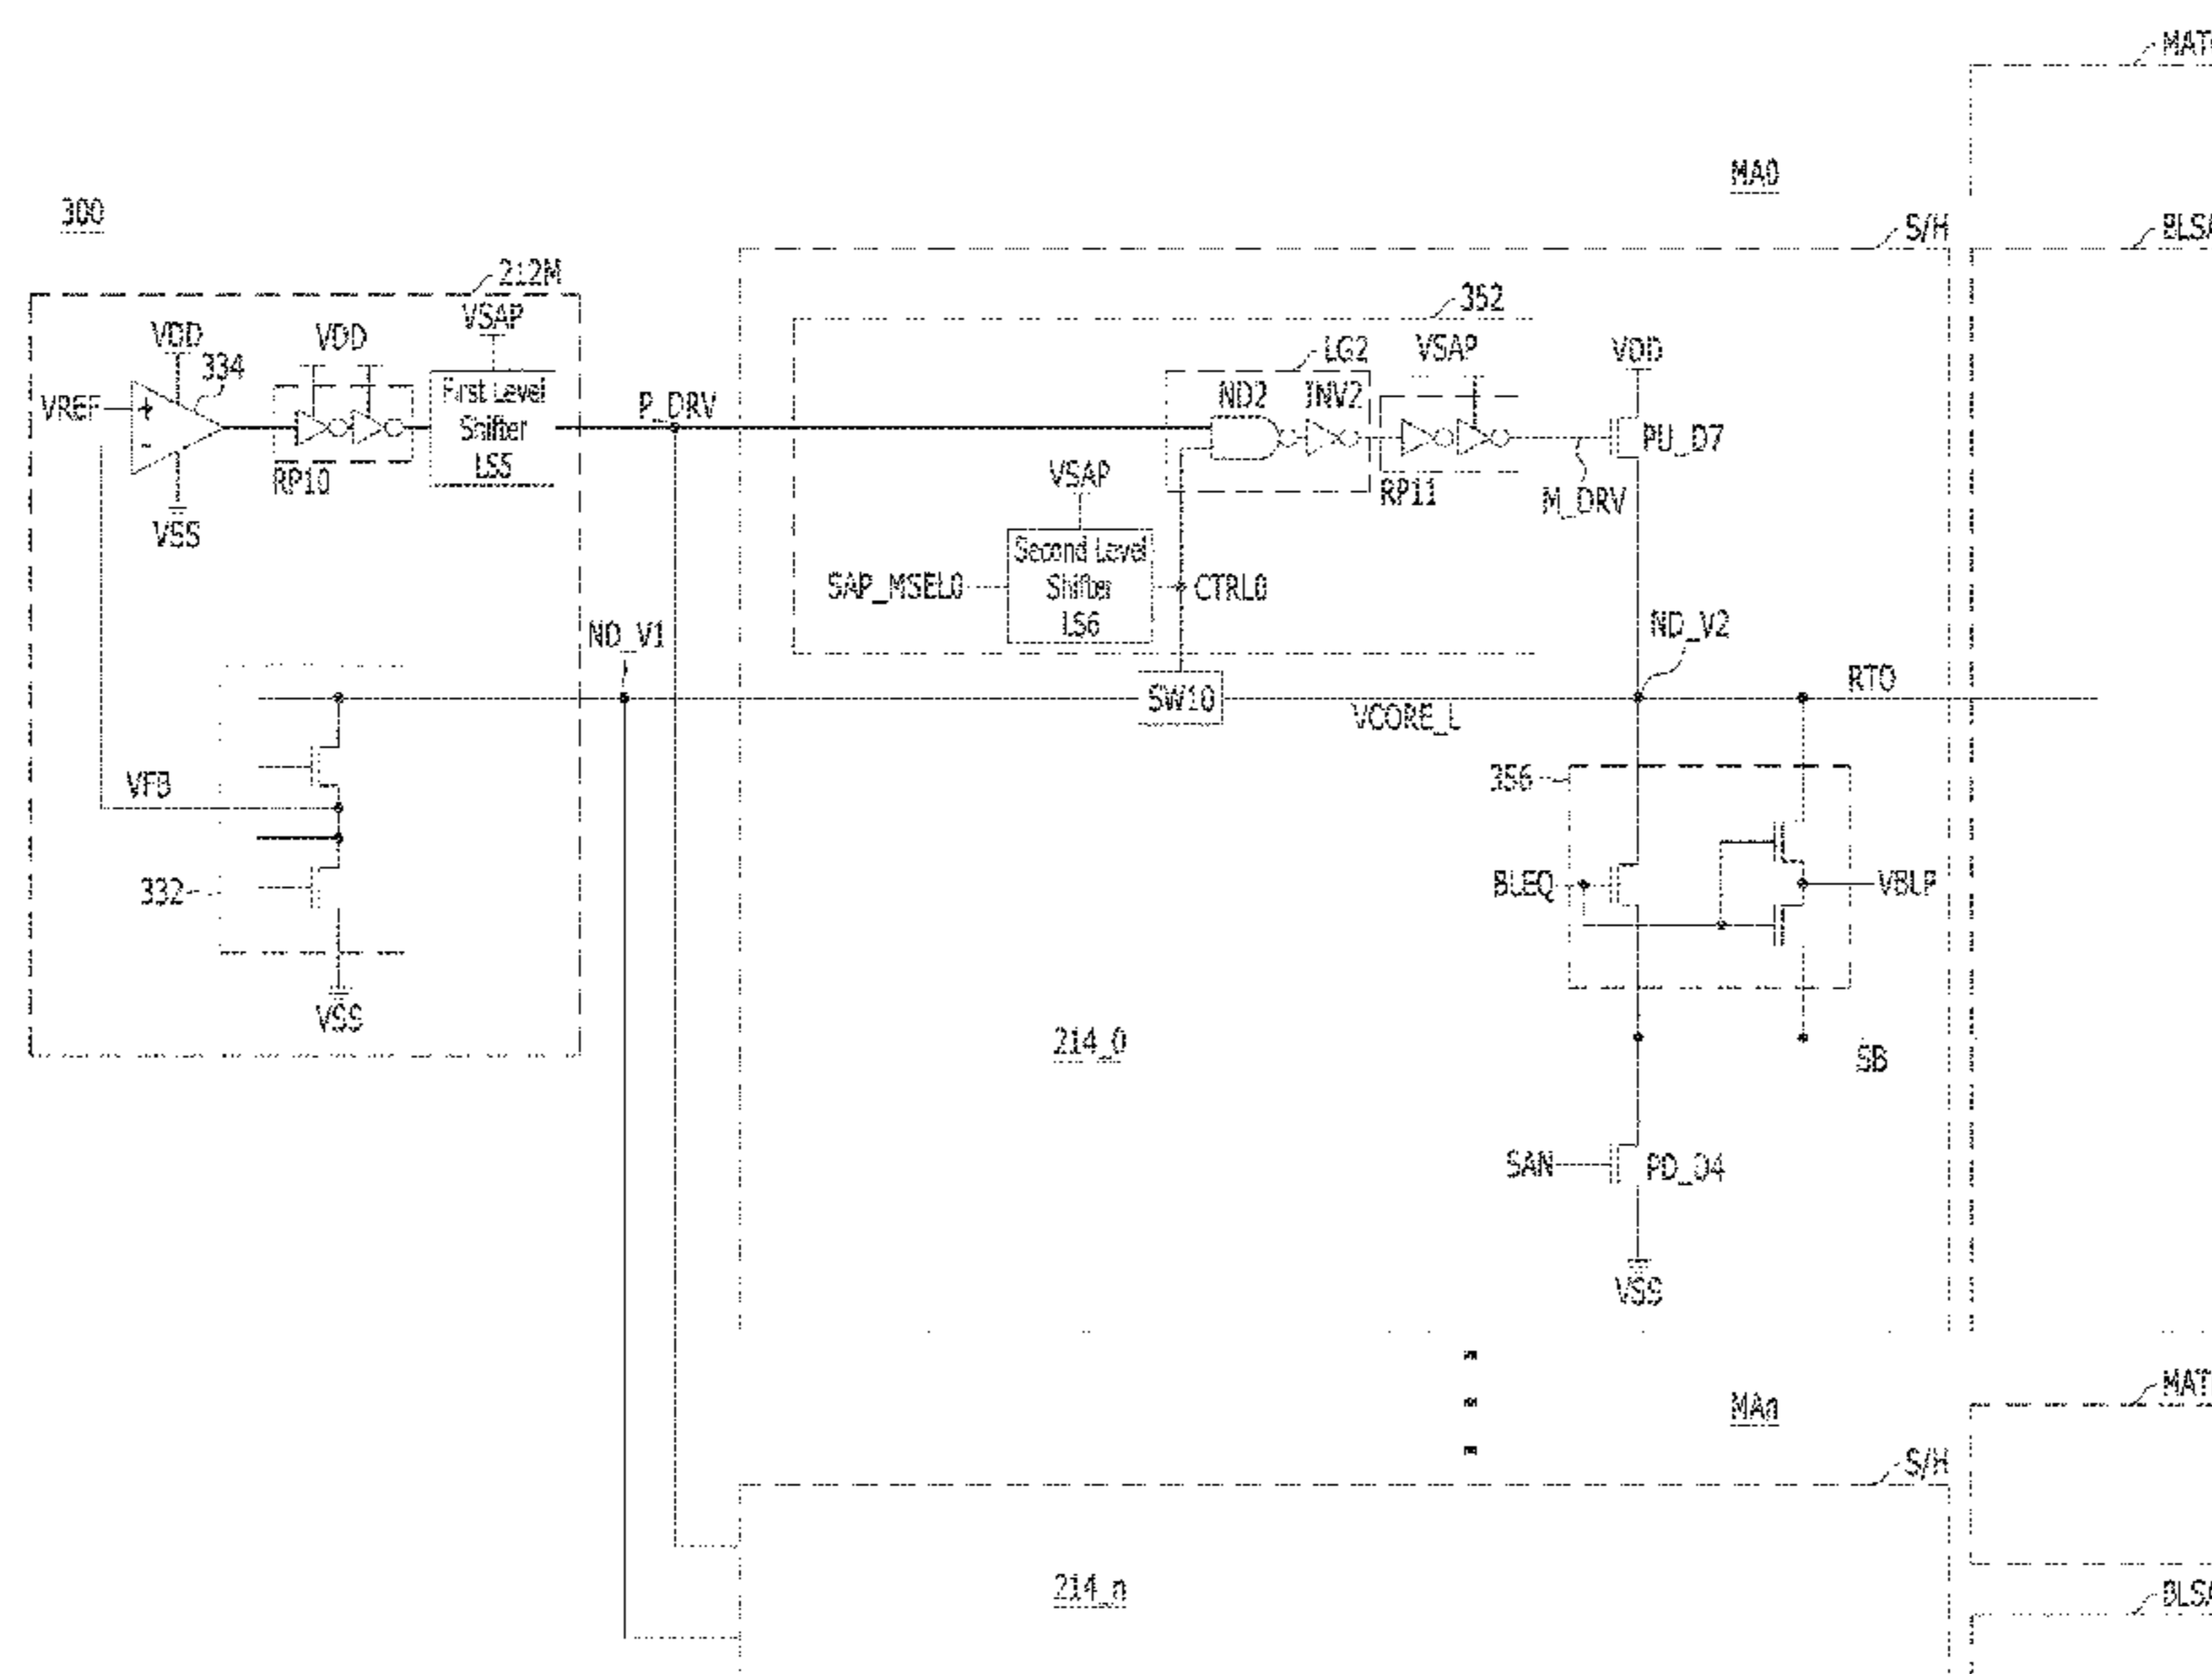 MAT
MA0
300
S/H
BLSA
212M
VSAP
352
VDD
VDD
334
LG2
VSAP
VDD
VREF
+
-
First Level
Shifter
LS5
P_DRV
ND2
INV2
PU_D7
RP10
VSAP
RP11
M_DRV
VSS
Second Level
Shifter
LS6
SAP_MSEL0
CTRL0
ND_V1
ND_V2
RTO
SW10
VCORE_L
VFB
356
332
BLEQ
VBLP
VSS
214_0
SB
SAN
PD_D4
VSS
MAT
MAn
S/H
214_n
BLSA